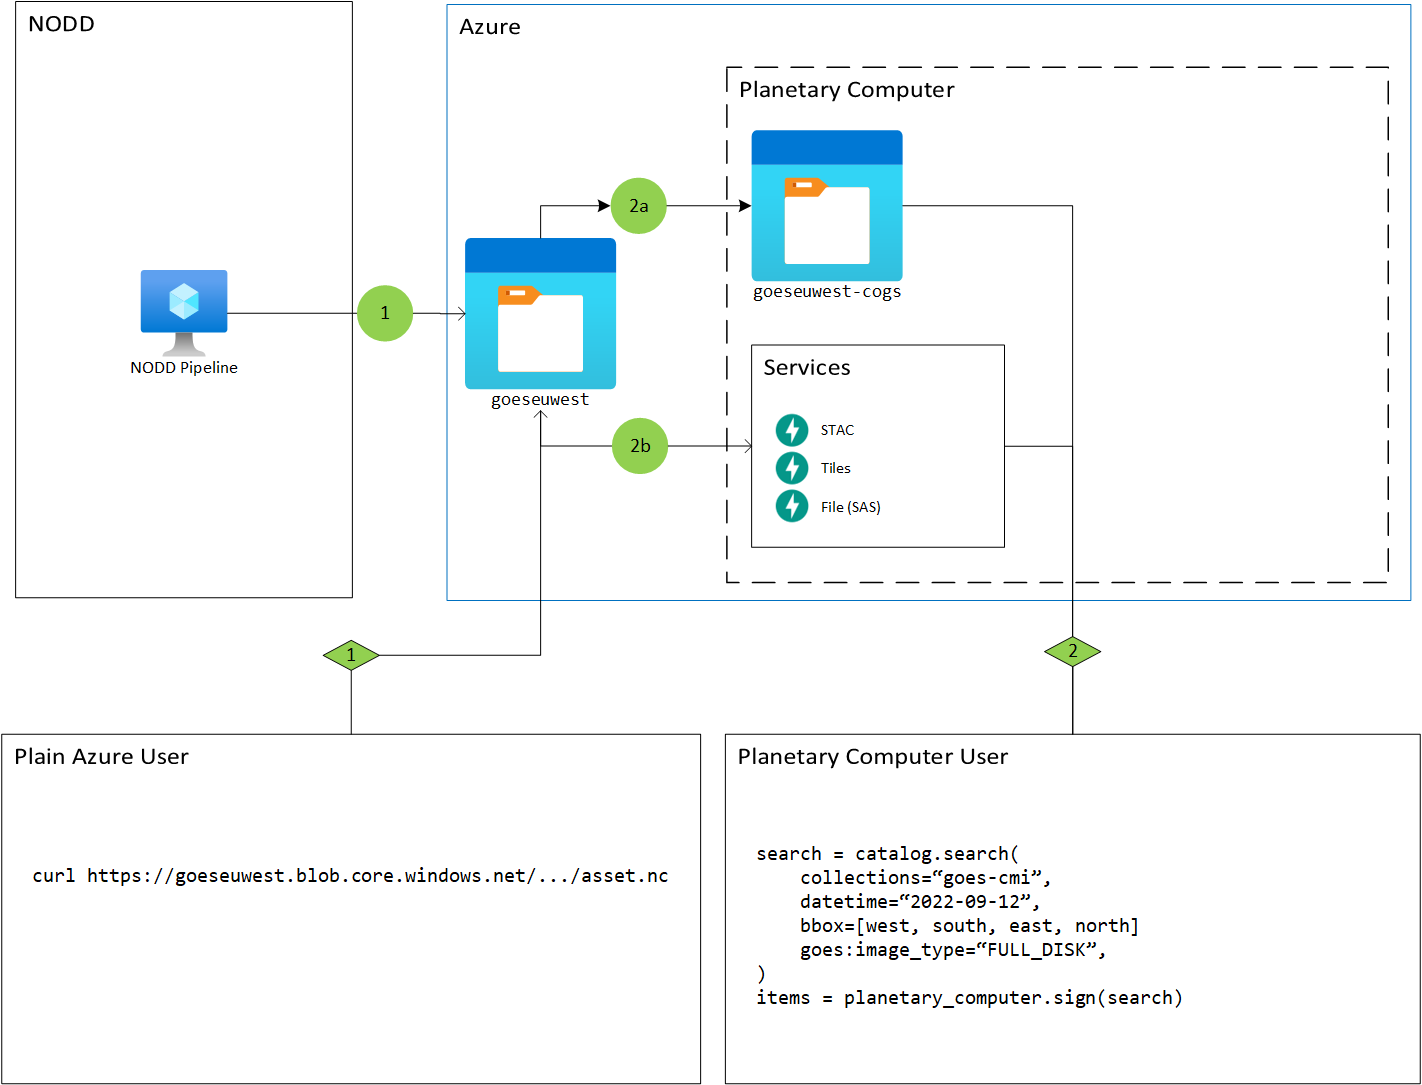 NODD
Azure
Planetary Computer
2a
goeseuwest-cogs
1
NODD Pipeline
goeseuwest
Services
2b
STAC
Tiles
File (SAS)
1
2
Plain Azure User
curl https://goeseuwest.blob.core.windows.net/.../asset.nc
Planetary Computer User
search = catalog.search(
    collections=“goes-cmi”,
    datetime=“2022-09-12”,
    bbox=[west, south, east, north]
    goes:image_type=“FULL_DISK”,
)
items = planetary_computer.sign(search)